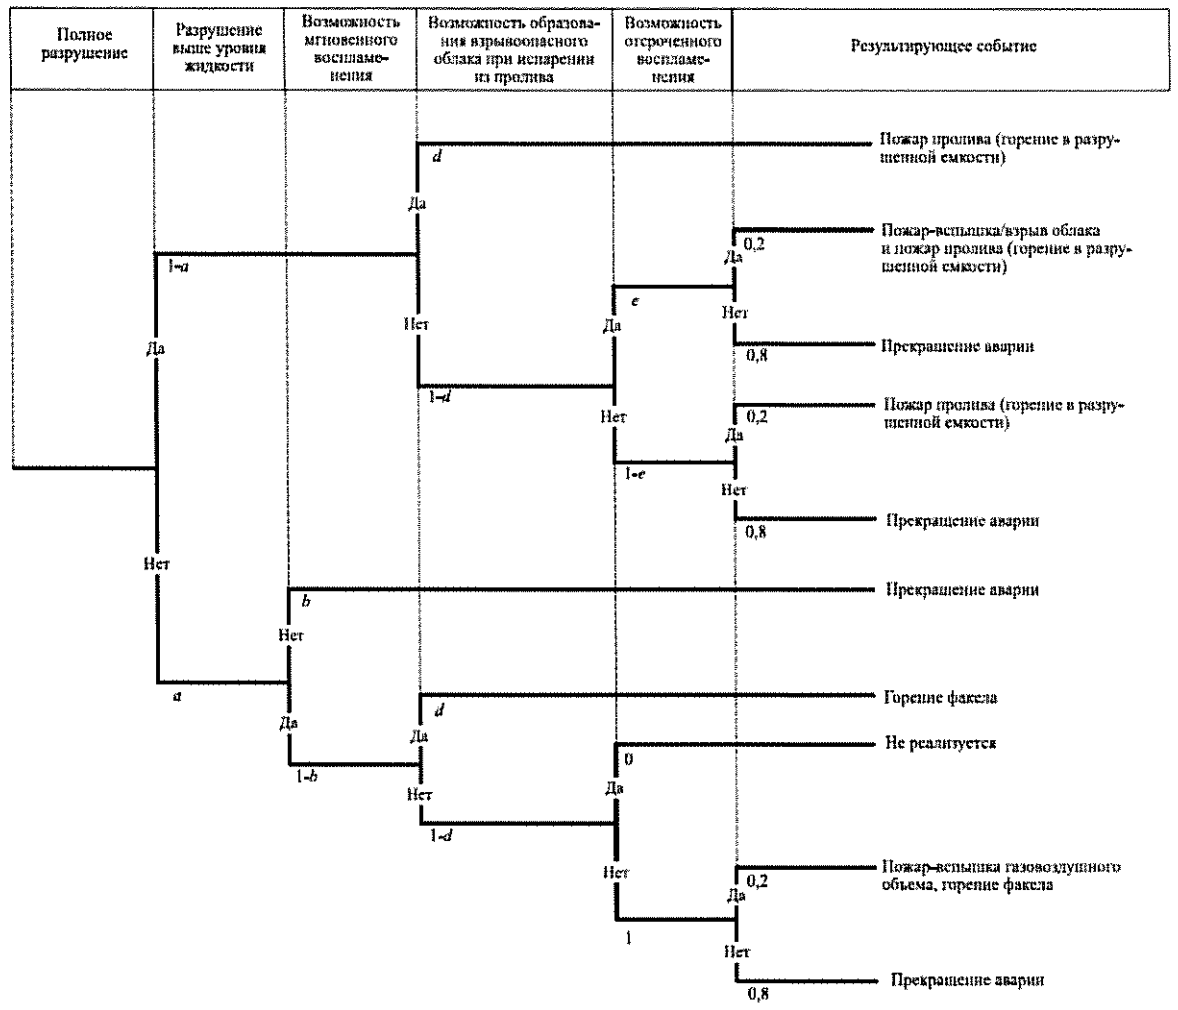 Полное
разрушение
Разрушение
выше уровня
жидкости
Возможность
мгновенного
воспламе-
нения
Возможность образова-
ния взрывоопасного
облака при испарении
из пролива
Возможность
отсроченного
воспламе-
нения
Результирующее событие
Пожар пролива (горение в разру-
шенной емкости)
d
Да
Пожар-вспышка/взрыв облака
и пожар пролива (горение в разру-
шенной емкости)
0,2
Да
1-a
e
Нет
Нет
Да
Да
Прекращение аварии
0,8
1-d
Пожар пролива (горение в разру-
шенной емкости)
0,2
Нет
Да
1-e
Нет
Прекращение аварии
0,8
Нет
Прекращение аварии
b
Нет
a
Горение факела
d
Да
Да
Не реализуется
0
1-b
Нет
Да
1-d
Пожар-вспышка газовоздушного
объема, горение факела
0,2
Нет
Да
1
Нет
Прекращение аварии
0,8